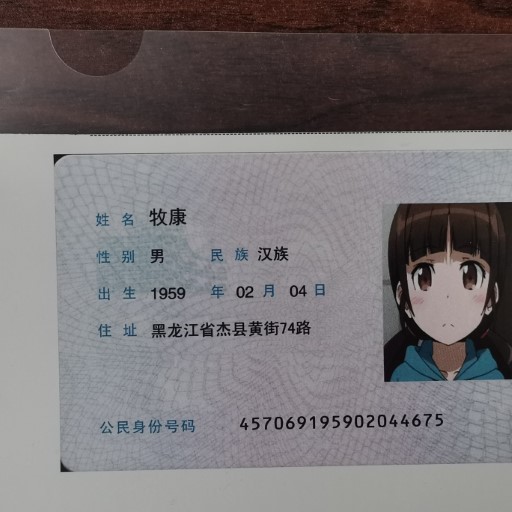 姓名 牧康
性别 男 民族 汉族
出生 1959 年 02 月 04 日
住址 黑龙江省杰县黄街74路
公民身份号码 457069195902044675